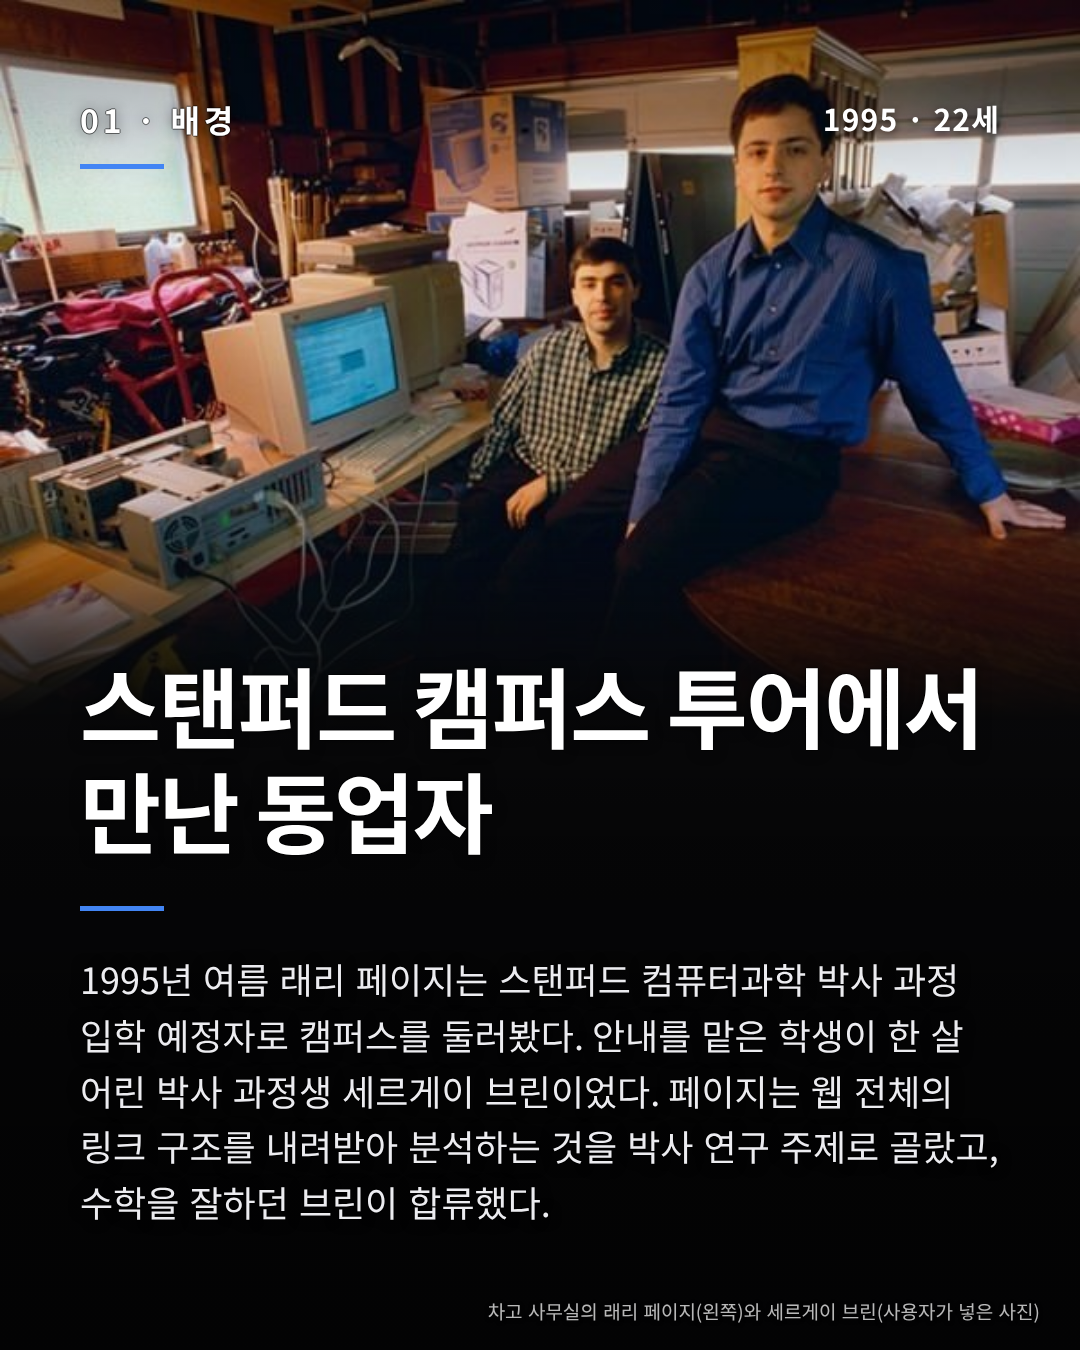 01 · 배경
1995 · 22세
스탠퍼드 캠퍼스 투어에서
만난 동업자
1995년 여름 래리 페이지는 스탠퍼드 컴퓨터과학 박사 과정
입학 예정자로 캠퍼스를 둘러봤다. 안내를 맡은 학생이 한 살
어린 박사 과정생 세르게이 브린이었다. 페이지는 웹 전체의
링크 구조를 내려받아 분석하는 것을 박사 연구 주제로 골랐고,
수학을 잘하던 브린이 합류했다.
차고 사무실의 래리 페이지(왼쪽)와 세르게이 브린(사용자가 넣은 사진)